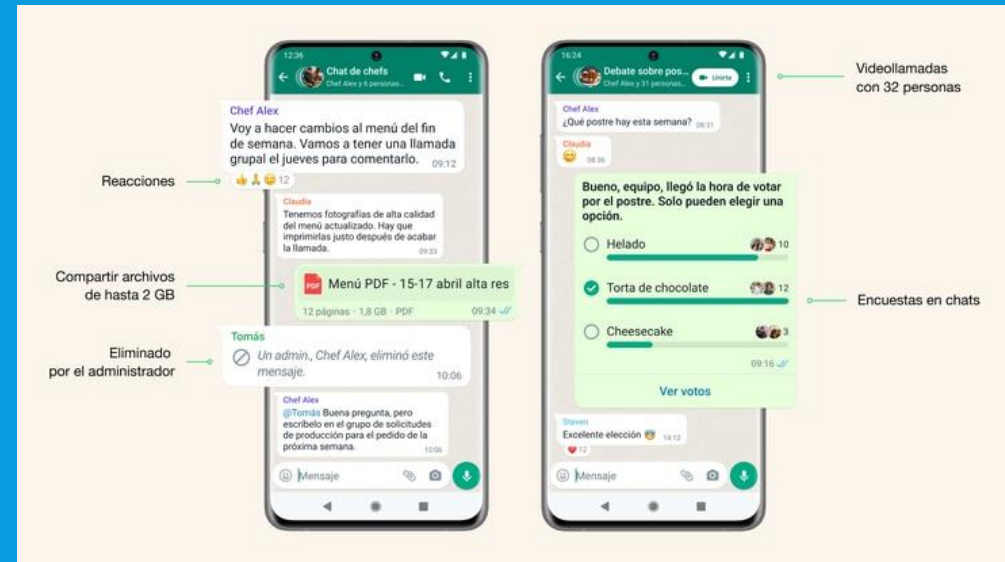 12:36
Chat de chefs
Chef Alex y 6 personas...
Chef Alex
Voy a hacer cambios al menú del fin
de semana. Vamos a tener una llamada
grupal el jueves para comentarlo. 09:12
Reacciones
12
Claudia
Tenemos fotografías de alta calidad
del menú actualizado. Hay que
imprimirlas justo después de acabar
la llamada. 09:33
Compartir archivos
de hasta 2 GB
PDF
Menú PDF - 15-17 abril alta res
12 páginas · 1,8 GB · PDF 09:34
Eliminado
por el administrador
Tomás
Un admin., Chef Alex, eliminó este
mensaje. 10:06
Chef Alex
@Tomás Buena pregunta, pero
escríbelo en el grupo de solicitudes
de producción para el pedido de la
próxima semana. 10:06
Mensaje
16:24
Debate sobre pos...
Chef Alex y 31 personas...
Unirte
Videollamadas
con 32 personas
Chef Alex
¿Qué postre hay esta semana? 08:31
Claudia
08:36
Bueno, equipo, llegó la hora de votar
por el postre. Solo pueden elegir una
opción.
Helado 10
Torta de chocolate 12
Encuestas en chats
Cheesecake 3
09:16
Ver votos
Steven
Excelente elección 14:12
12
Mensaje